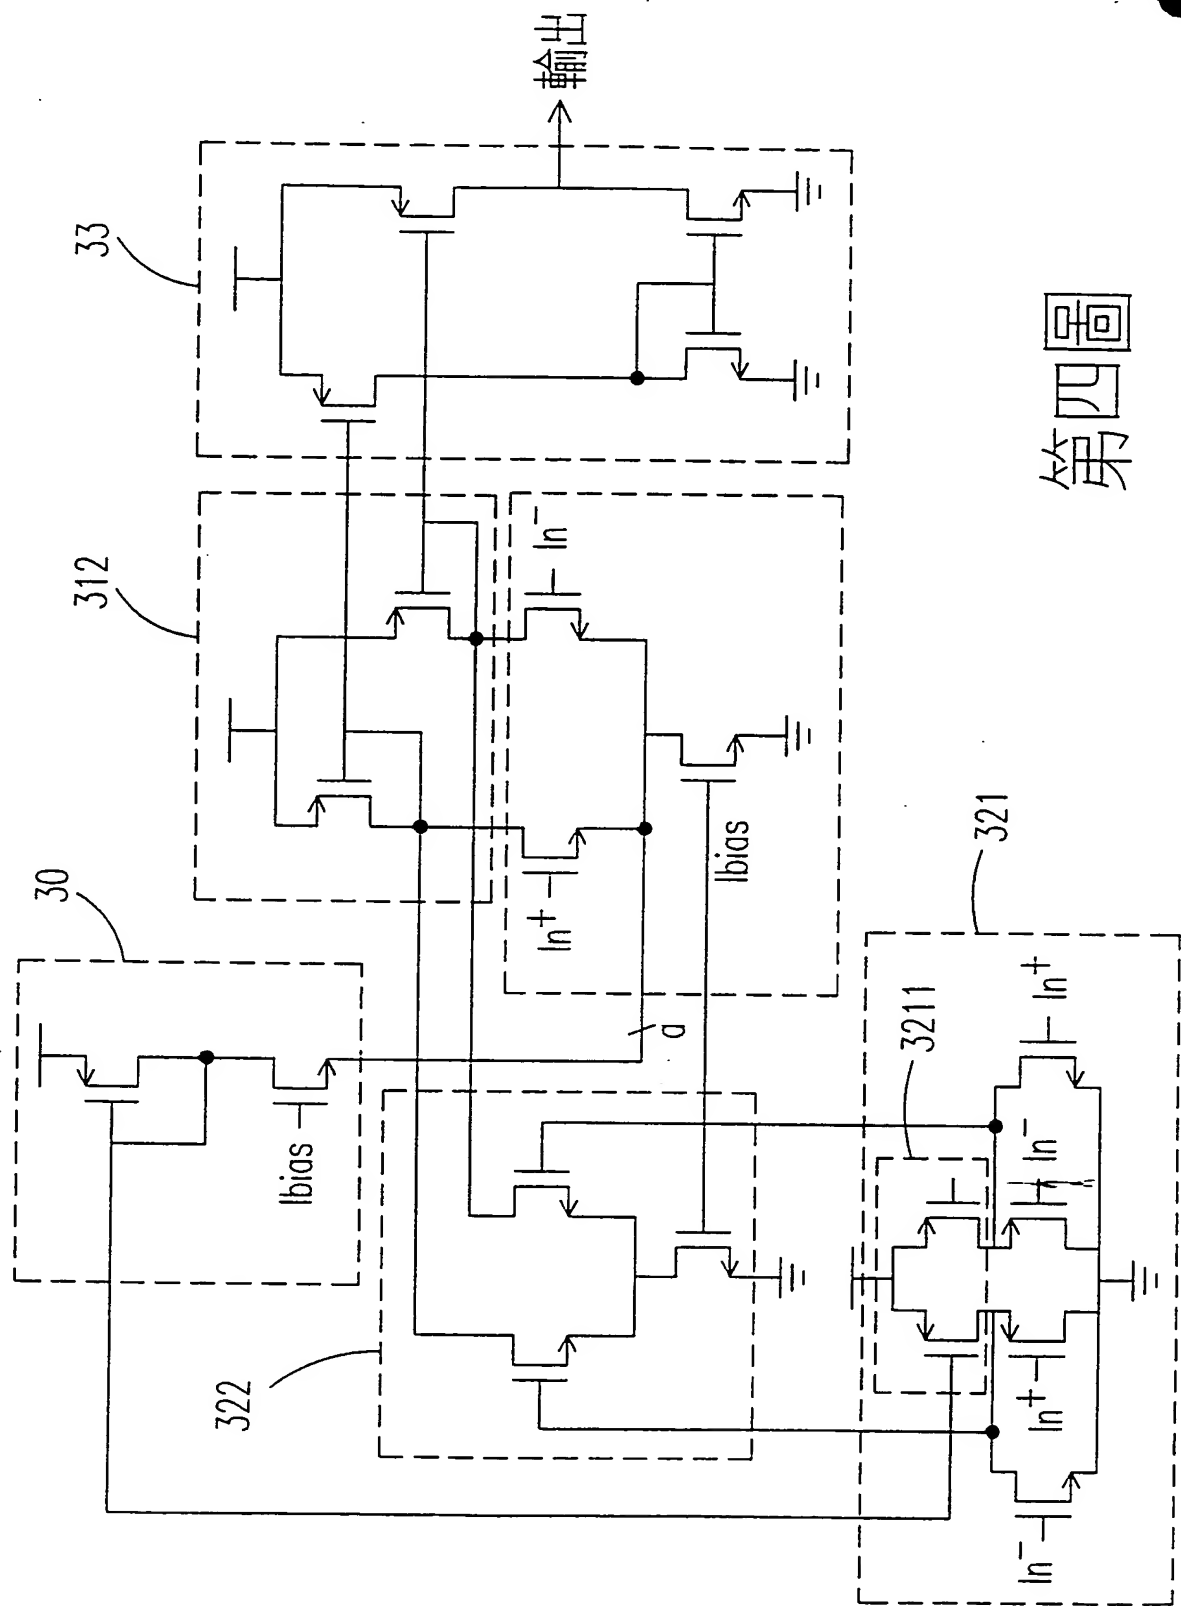 輸出
33
312
In⁻
30
In⁺
Ibias
a
Ibias
322
321
3211
In⁺
In⁻
In⁺
In⁻
第四圖